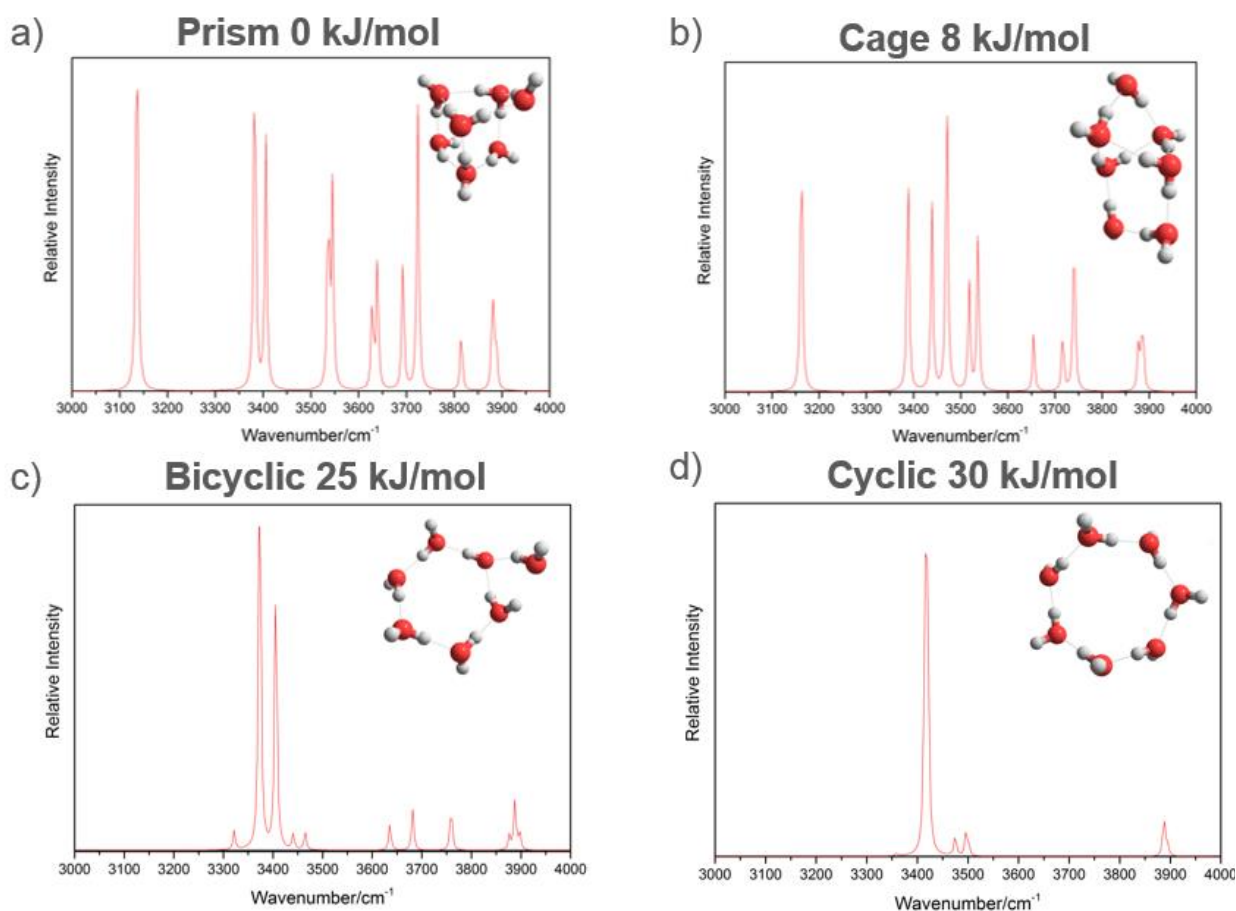 a) Prism 0 kJ/mol
Relative Intensity
3000 3100 3200 3300 3400 3500 3600 3700 3800 3900 4000
Wavenumber/cm-1
b) Cage 8 kJ/mol
Relative Intensity
3000 3100 3200 3300 3400 3500 3600 3700 3800 3900 4000
Wavenumber/cm-1
c) Bicyclic 25 kJ/mol
Relative Intensity
3000 3100 3200 3300 3400 3500 3600 3700 3800 3900 4000
Wavenumber/cm-1
d) Cyclic 30 kJ/mol
Relative Intensity
3000 3100 3200 3300 3400 3500 3600 3700 3800 3900 4000
Wavenumber/cm-1